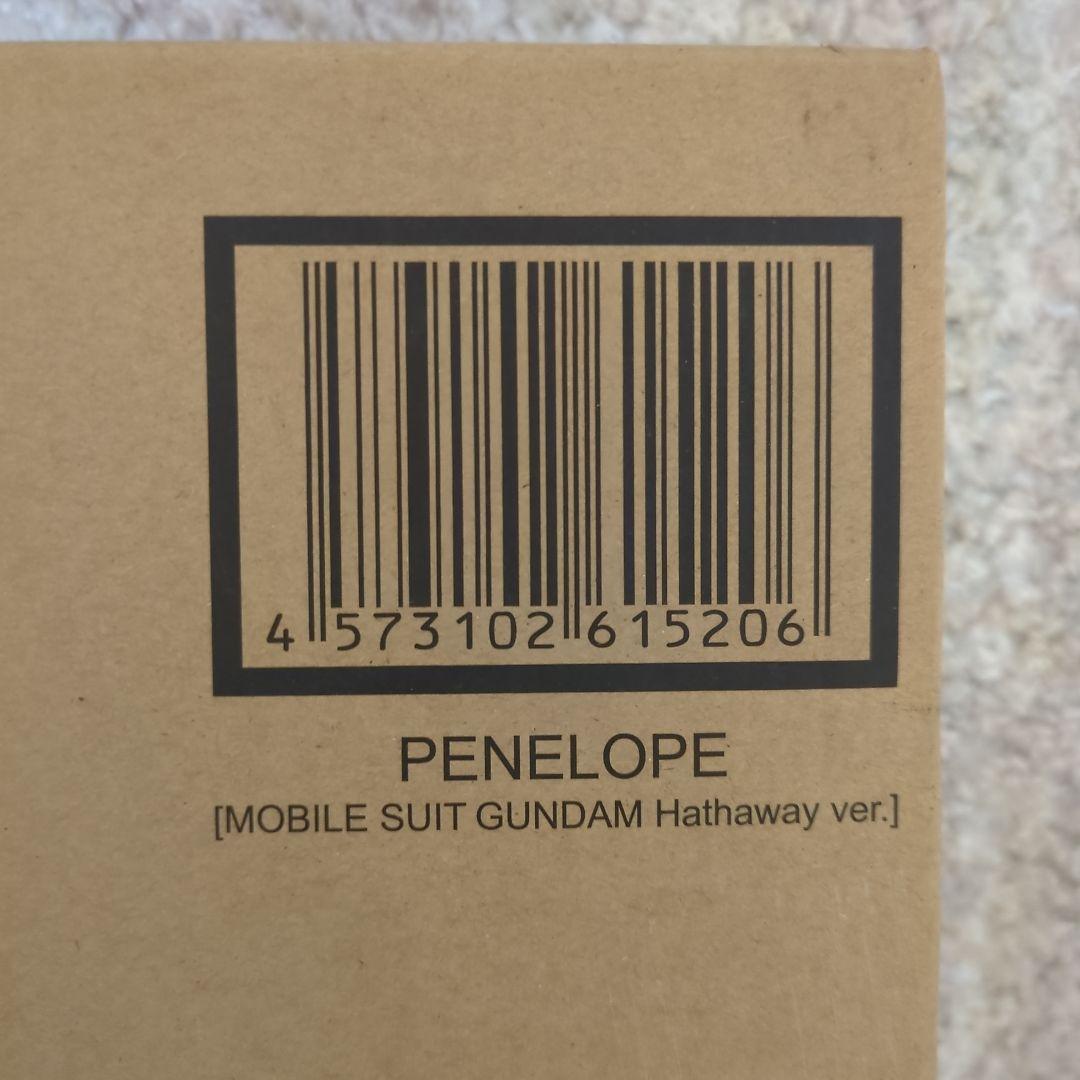 4 573102 615206
PENELOPE
[MOBILE SUIT GUNDAM Hathaway ver.]